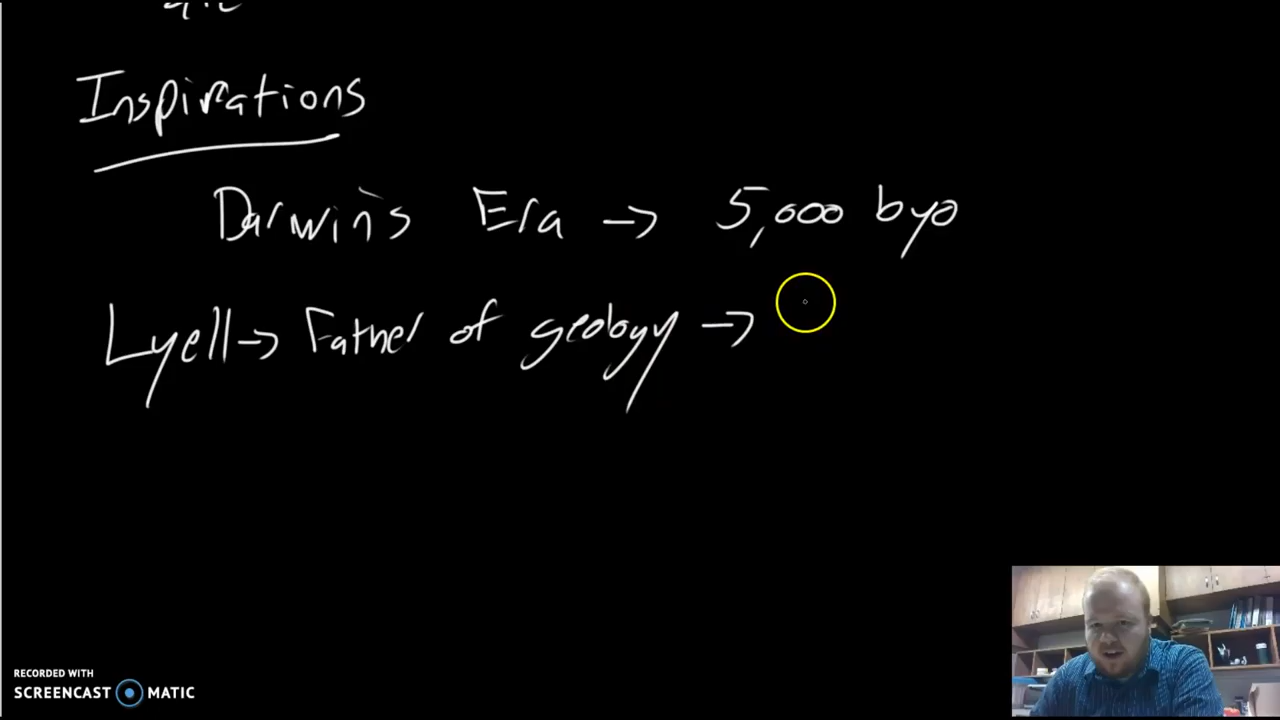 Inspirations
Darwin's Era → 5,000 byo
Lyell → Father of geology →
RECORDED WITH
SCREENCAST MATIC